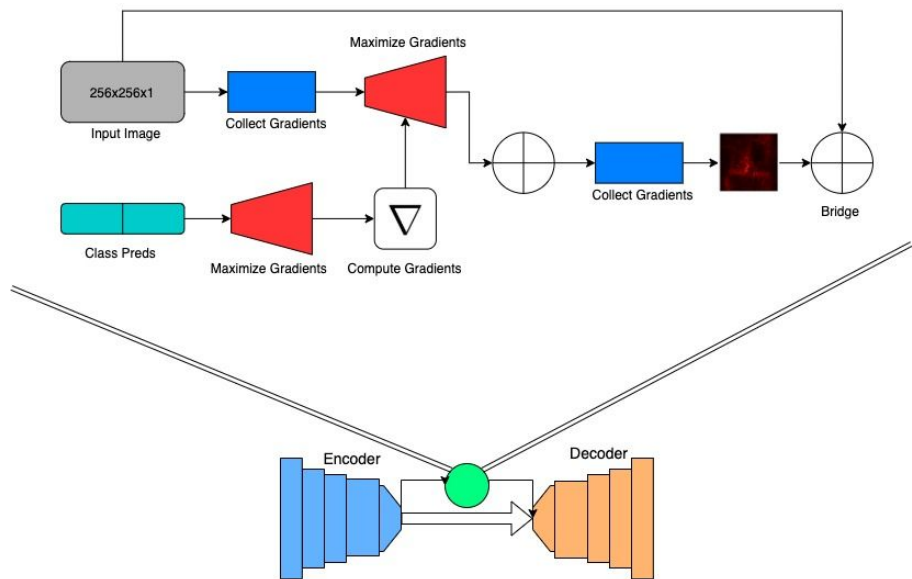 Maximize Gradients
256x256x1
Input Image
Collect Gradients
Collect Gradients
Bridge
Class Preds
Maximize Gradients
Compute Gradients
Encoder
Decoder